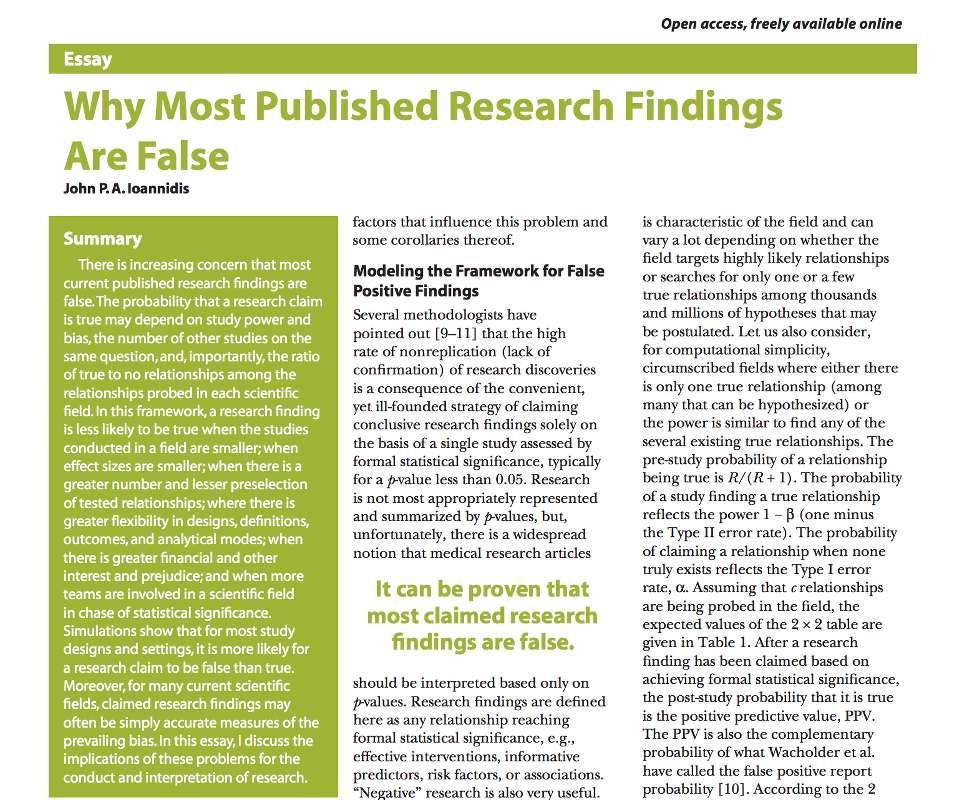 Open access, freely available online
Essay
Why Most Published Research Findings
Are False
John P. A. Ioannidis
Summary
There is increasing concern that most
current published research findings are
false. The probability that a research claim
is true may depend on study power and
bias, the number of other studies on the
same question, and, importantly, the ratio
of true to no relationships among the
relationships probed in each scientific
field. In this framework, a research finding
is less likely to be true when the studies
conducted in a field are smaller; when
effect sizes are smaller; when there is a
greater number and lesser preselection
of tested relationships; where there is
greater flexibility in designs, definitions,
outcomes, and analytical modes; when
there is greater financial and other
interest and prejudice; and when more
teams are involved in a scientific field
in chase of statistical significance.
Simulations show that for most study
designs and settings, it is more likely for
a research claim to be false than true.
Moreover, for many current scientific
fields, claimed research findings may
often be simply accurate measures of the
prevailing bias. In this essay, I discuss the
implications of these problems for the
conduct and interpretation of research.
factors that influence this problem and
some corollaries thereof.
Modeling the Framework for False
Positive Findings
Several methodologists have
pointed out [9–11] that the high
rate of nonreplication (lack of
confirmation) of research discoveries
is a consequence of the convenient,
yet ill-founded strategy of claiming
conclusive research findings solely on
the basis of a single study assessed by
formal statistical significance, typically
for a p-value less than 0.05. Research
is not most appropriately represented
and summarized by p-values, but,
unfortunately, there is a widespread
notion that medical research articles
It can be proven that
most claimed research
findings are false.
should be interpreted based only on
p-values. Research findings are defined
here as any relationship reaching
formal statistical significance, e.g.,
effective interventions, informative
predictors, risk factors, or associations.
“Negative” research is also very useful.
is characteristic of the field and can
vary a lot depending on whether the
field targets highly likely relationships
or searches for only one or a few
true relationships among thousands
and millions of hypotheses that may
be postulated. Let us also consider,
for computational simplicity,
circumscribed fields where either there
is only one true relationship (among
many that can be hypothesized) or
the power is similar to find any of the
several existing true relationships. The
pre-study probability of a relationship
being true is R/(R + 1). The probability
of a study finding a true relationship
reflects the power 1 – β (one minus
the Type II error rate). The probability
of claiming a relationship when none
truly exists reflects the Type I error
rate, α. Assuming that c relationships
are being probed in the field, the
expected values of the 2 × 2 table are
given in Table 1. After a research
finding has been claimed based on
achieving formal statistical significance,
the post-study probability that it is true
is the positive predictive value, PPV.
The PPV is also the complementary
probability of what Wacholder et al.
have called the false positive report
probability [10]. According to the 2